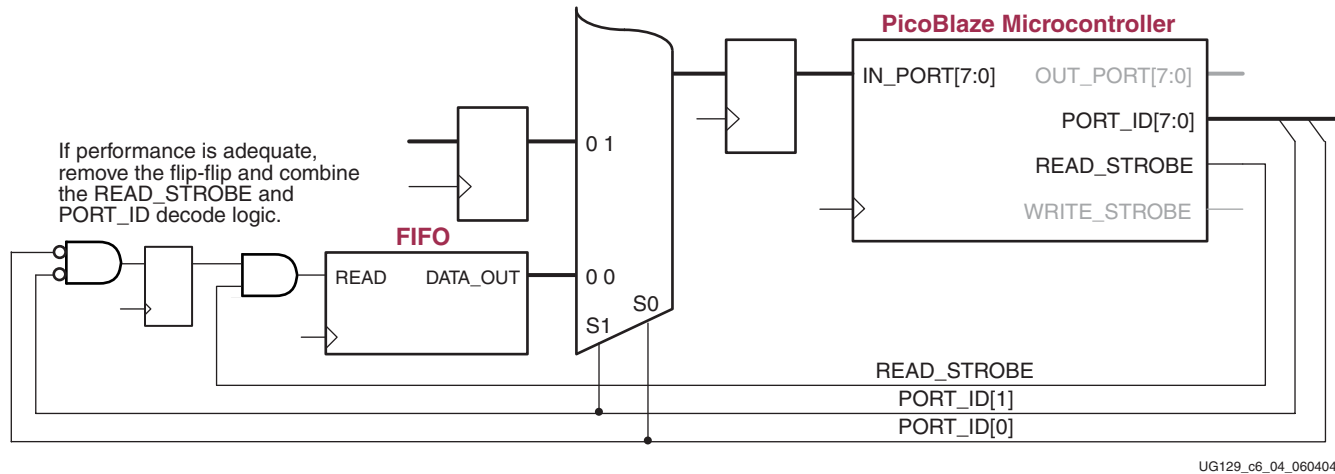 PicoBlaze Microcontroller
IN_PORT[7:0]
OUT_PORT[7:0]
PORT_ID[7:0]
READ_STROBE
WRITE_STROBE
0 1
If performance is adequate,
remove the flip-flip and combine
the READ_STROBE and
PORT_ID decode logic.
FIFO
READ
DATA_OUT
0 0
S0
S1
READ_STROBE
PORT_ID[1]
PORT_ID[0]
UG129_c6_04_060404